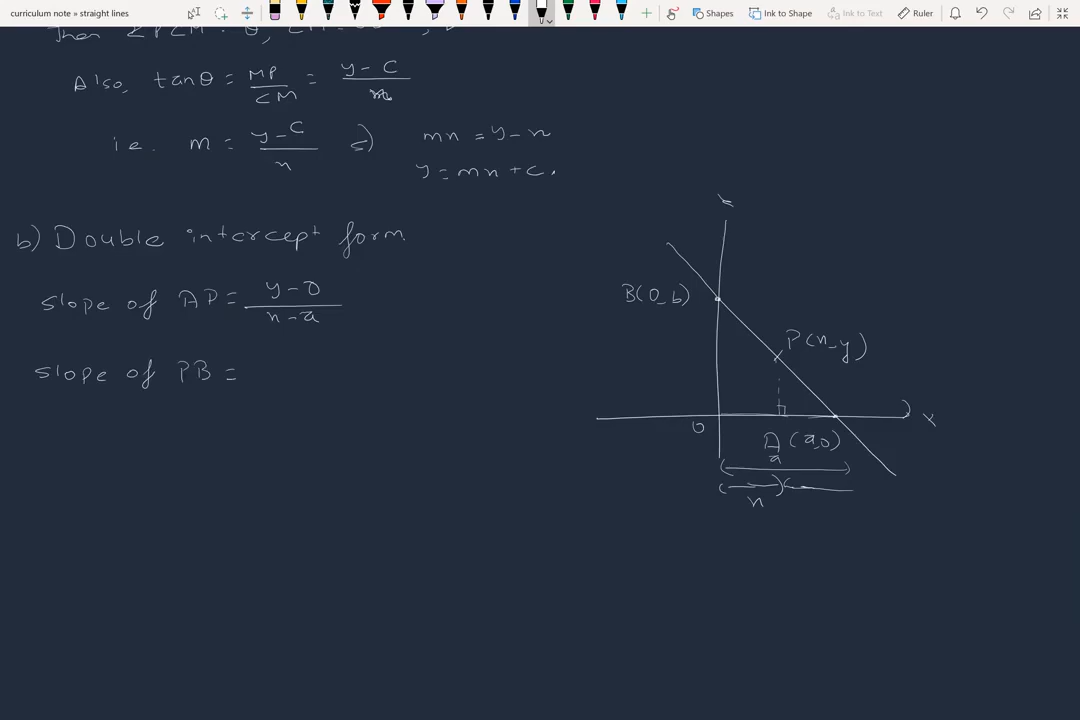 curriculum note » straight lines
Shapes Ink to Shape Ink to Text Ruler
Then
Also, tanθ = MP/CM = y-c/x
i.e. m = y-c/x ⇒ mx = y-x
y = mx + c.
b) Double intercept form
slope of AP = y-0/x-a
slope of PB =
Y
B(0, b)
P(x, y)
O
X
A(a,0)
a
x